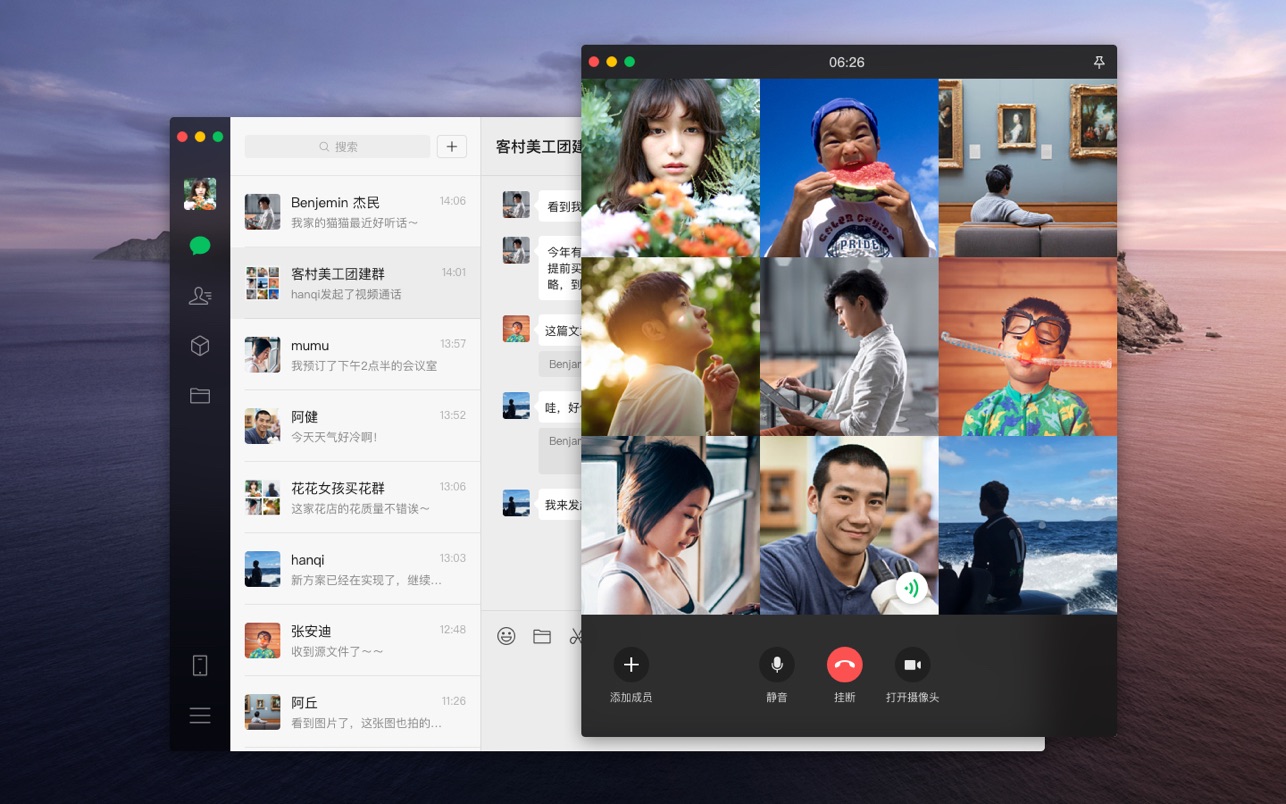 搜索
Benjemin 杰民
14:06
我家的猫猫最近好听话~
客村美工团建群
14:01
hanqi发起了视频通话
mumu
13:57
我预订了下午2点半的会议室
阿健
13:52
今天天气好冷啊!
花花女孩买花群
13:06
这家花店的花质量不错诶~
hanqi
13:03
新方案已经在实现了，继续...
张安迪
12:48
收到源文件了~~
阿丘
11:26
看到图片了，这张图也拍的...
客村美工团建
看到我
今年有
提前买
略，到
这篇文
Benjar
哇，好
Benjar
我来发
06:26
PRIDE
添加成员
静音
挂断
打开摄像头